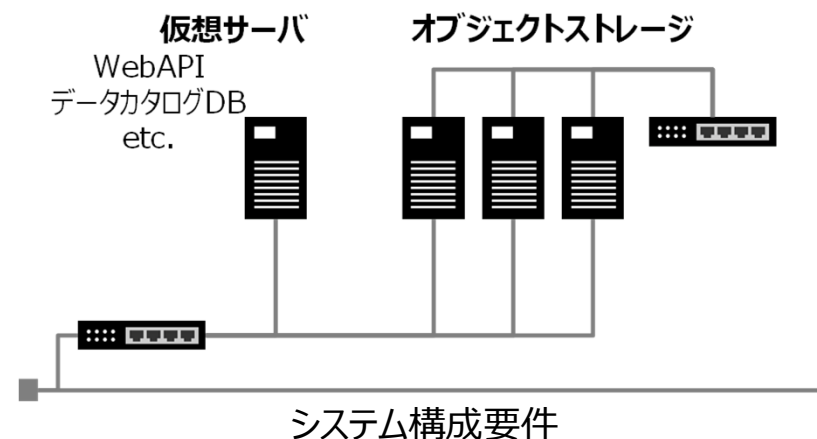 仮想サーバ
オブジェクトストレージ
WebAPI
データカタログDB
etc.
システム構成要件